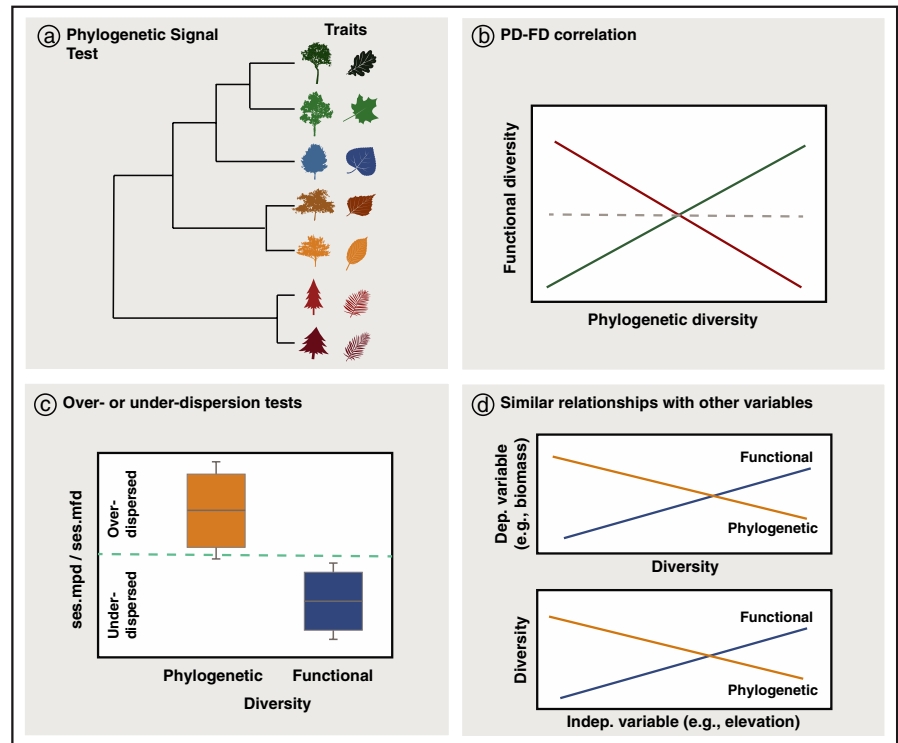 a Phylogenetic Signal
Test
Traits
b PD-FD correlation
Functional diversity
Phylogenetic diversity
c Over- or under-dispersion tests
ses.mpd / ses.mfd
Over-
dispersed
Under-
dispersed
Phylogenetic Functional
Diversity
d Similar relationships with other variables
Dep. variable
(e.g., biomass)
Functional
Phylogenetic
Diversity
Diversity
Functional
Phylogenetic
Indep. variable (e.g., elevation)